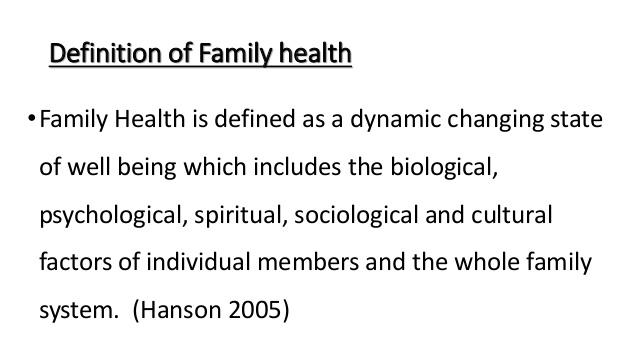 Definition of Family health
•Family Health is defined as a dynamic changing state
of well being which includes the biological,
psychological, spiritual, sociological and cultural
factors of individual members and the whole family
system.  (Hanson 2005)